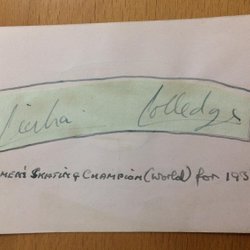 Cecilia Colledge
MEN'S SKATING CHAMPION (World) for 193